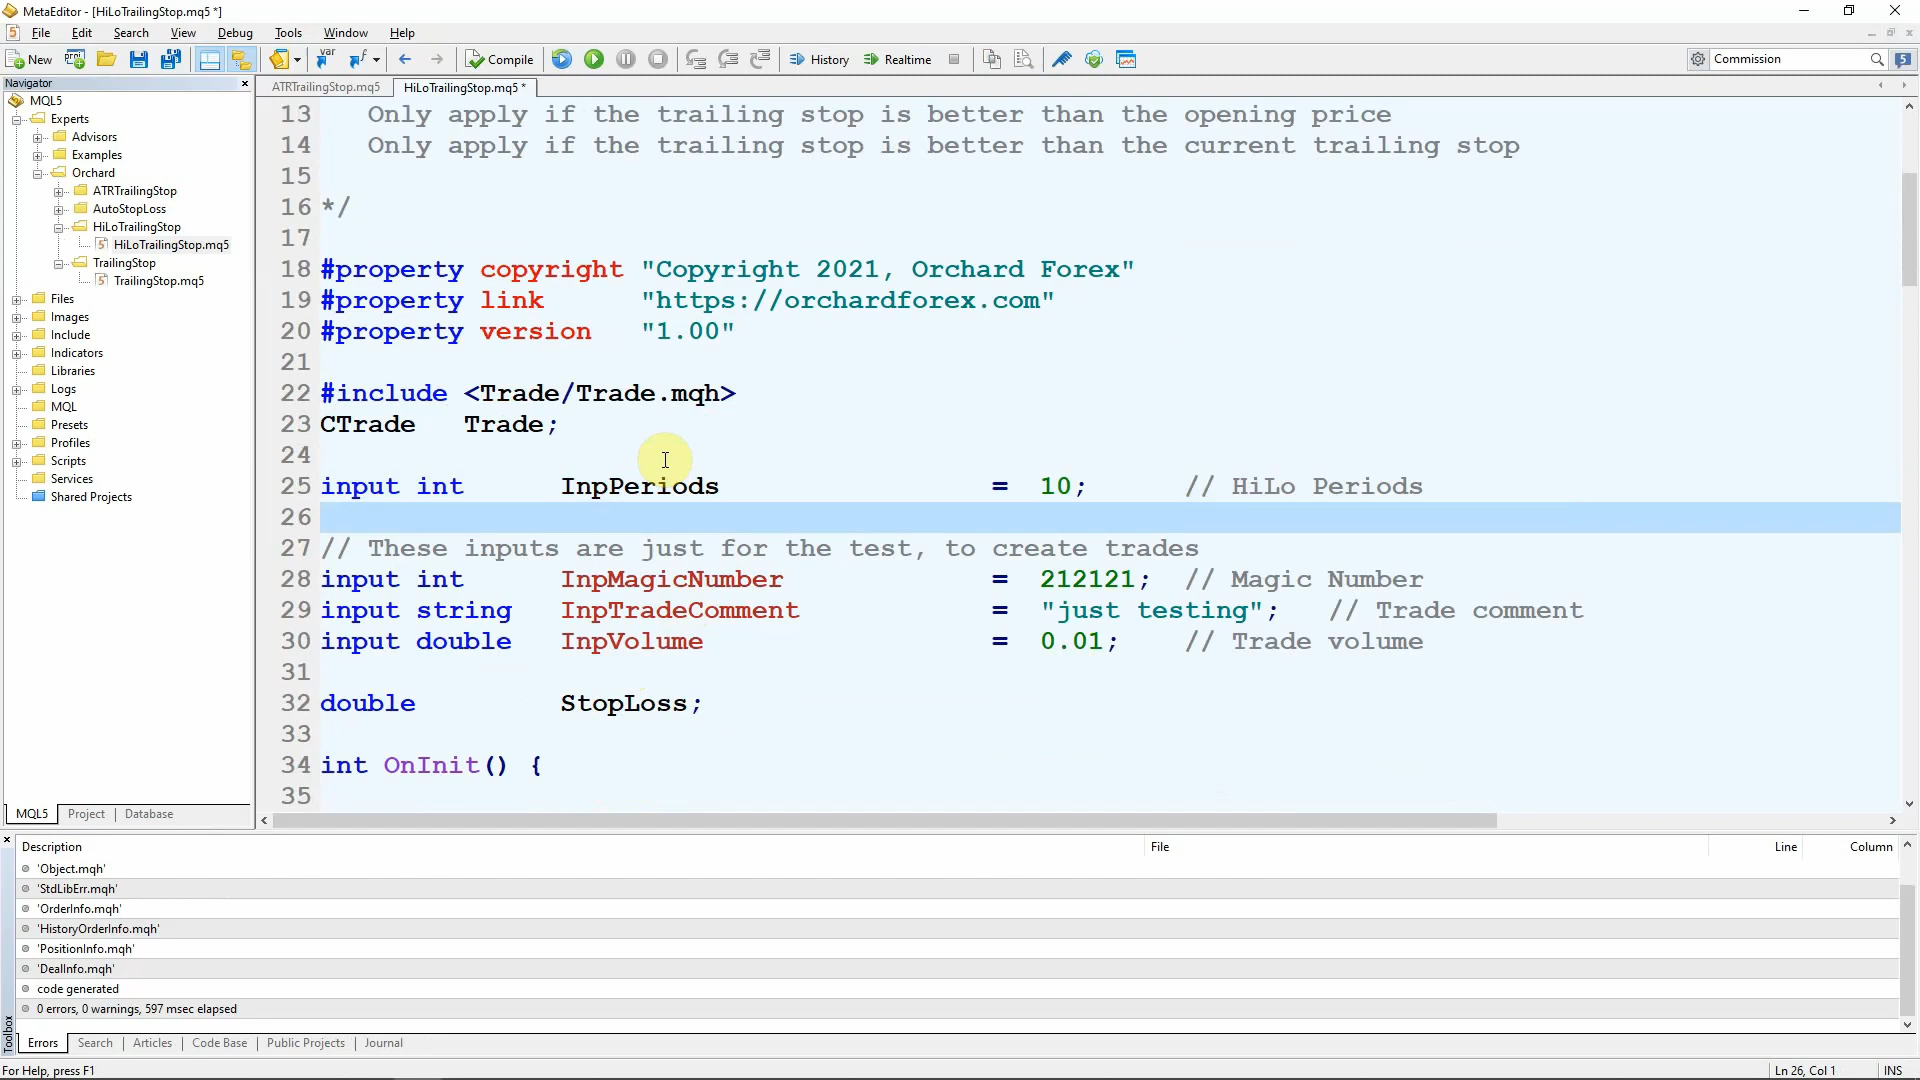 MetaEditor - [HiLoTrailingStop.mq5 *]
File Edit Search View Debug Tools Window Help
New Compile History Realtime Commission
Navigator
MQL5
Experts
Advisors
Examples
Orchard
ATRTrailingStop
AutoStopLoss
HiLoTrailingStop
HiLoTrailingStop.mq5
TrailingStop
TrailingStop.mq5
Files
Images
Include
Indicators
Libraries
Logs
MQL
Presets
Profiles
Scripts
Services
Shared Projects
MQL5 Project Database
ATRTrailingStop.mq5 HiLoTrailingStop.mq5 *
13 Only apply if the trailing stop is better than the opening price
14 Only apply if the trailing stop is better than the current trailing stop
15
16 */
17
18 #property copyright "Copyright 2021, Orchard Forex"
19 #property link "https://orchardforex.com"
20 #property version "1.00"
21
22 #include <Trade/Trade.mqh>
23 CTrade Trade;
24
25 input int InpPeriods = 10; // HiLo Periods
26
27 // These inputs are just for the test, to create trades
28 input int InpMagicNumber = 212121; // Magic Number
29 input string InpTradeComment = "just testing"; // Trade comment
30 input double InpVolume = 0.01; // Trade volume
31
32 double StopLoss;
33
34 int OnInit() {
35
Description File Line Column
'Object.mqh'
'StdLibErr.mqh'
'OrderInfo.mqh'
'HistoryOrderInfo.mqh'
'PositionInfo.mqh'
'DealInfo.mqh'
code generated
0 errors, 0 warnings, 597 msec elapsed
Toolbox
Errors Search Articles Code Base Public Projects Journal
For Help, press F1 Ln 26, Col 1 INS